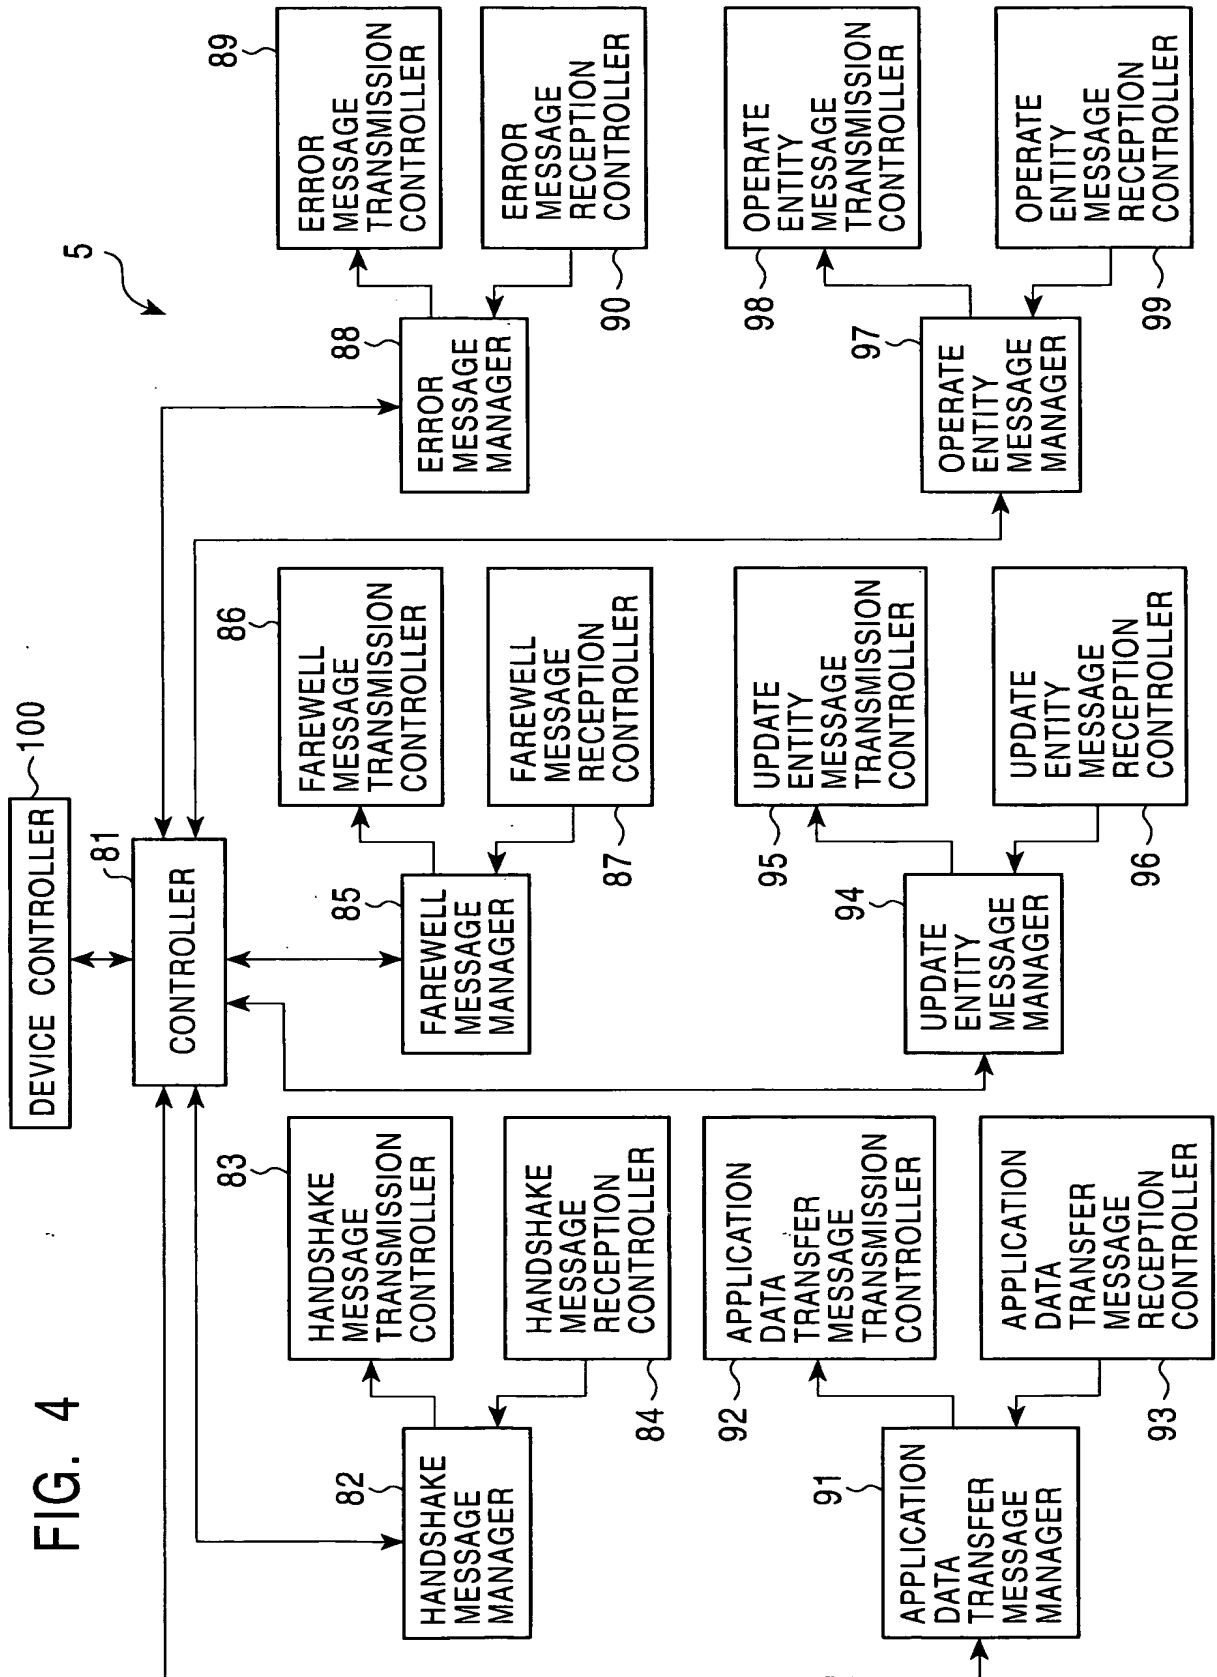 FIG. 4
5
DEVICE CONTROLLER
100
CONTROLLER
81
HANDSHAKE
MESSAGE
MANAGER
82
HANDSHAKE
MESSAGE
TRANSMISSION
CONTROLLER
83
HANDSHAKE
MESSAGE
RECEPTION
CONTROLLER
84
FAREWELL
MESSAGE
MANAGER
85
FAREWELL
MESSAGE
TRANSMISSION
CONTROLLER
86
FAREWELL
MESSAGE
RECEPTION
CONTROLLER
87
ERROR
MESSAGE
MANAGER
88
ERROR
MESSAGE
TRANSMISSION
CONTROLLER
89
ERROR
MESSAGE
RECEPTION
CONTROLLER
90
APPLICATION
DATA
TRANSFER
MESSAGE
MANAGER
91
APPLICATION
DATA
TRANSFER
MESSAGE
TRANSMISSION
CONTROLLER
92
APPLICATION
DATA
TRANSFER
MESSAGE
RECEPTION
CONTROLLER
93
UPDATE
ENTITY
MESSAGE
MANAGER
94
UPDATE
ENTITY
MESSAGE
TRANSMISSION
CONTROLLER
95
UPDATE
ENTITY
MESSAGE
RECEPTION
CONTROLLER
96
OPERATE
ENTITY
MESSAGE
MANAGER
97
OPERATE
ENTITY
MESSAGE
TRANSMISSION
CONTROLLER
98
OPERATE
ENTITY
MESSAGE
RECEPTION
CONTROLLER
99